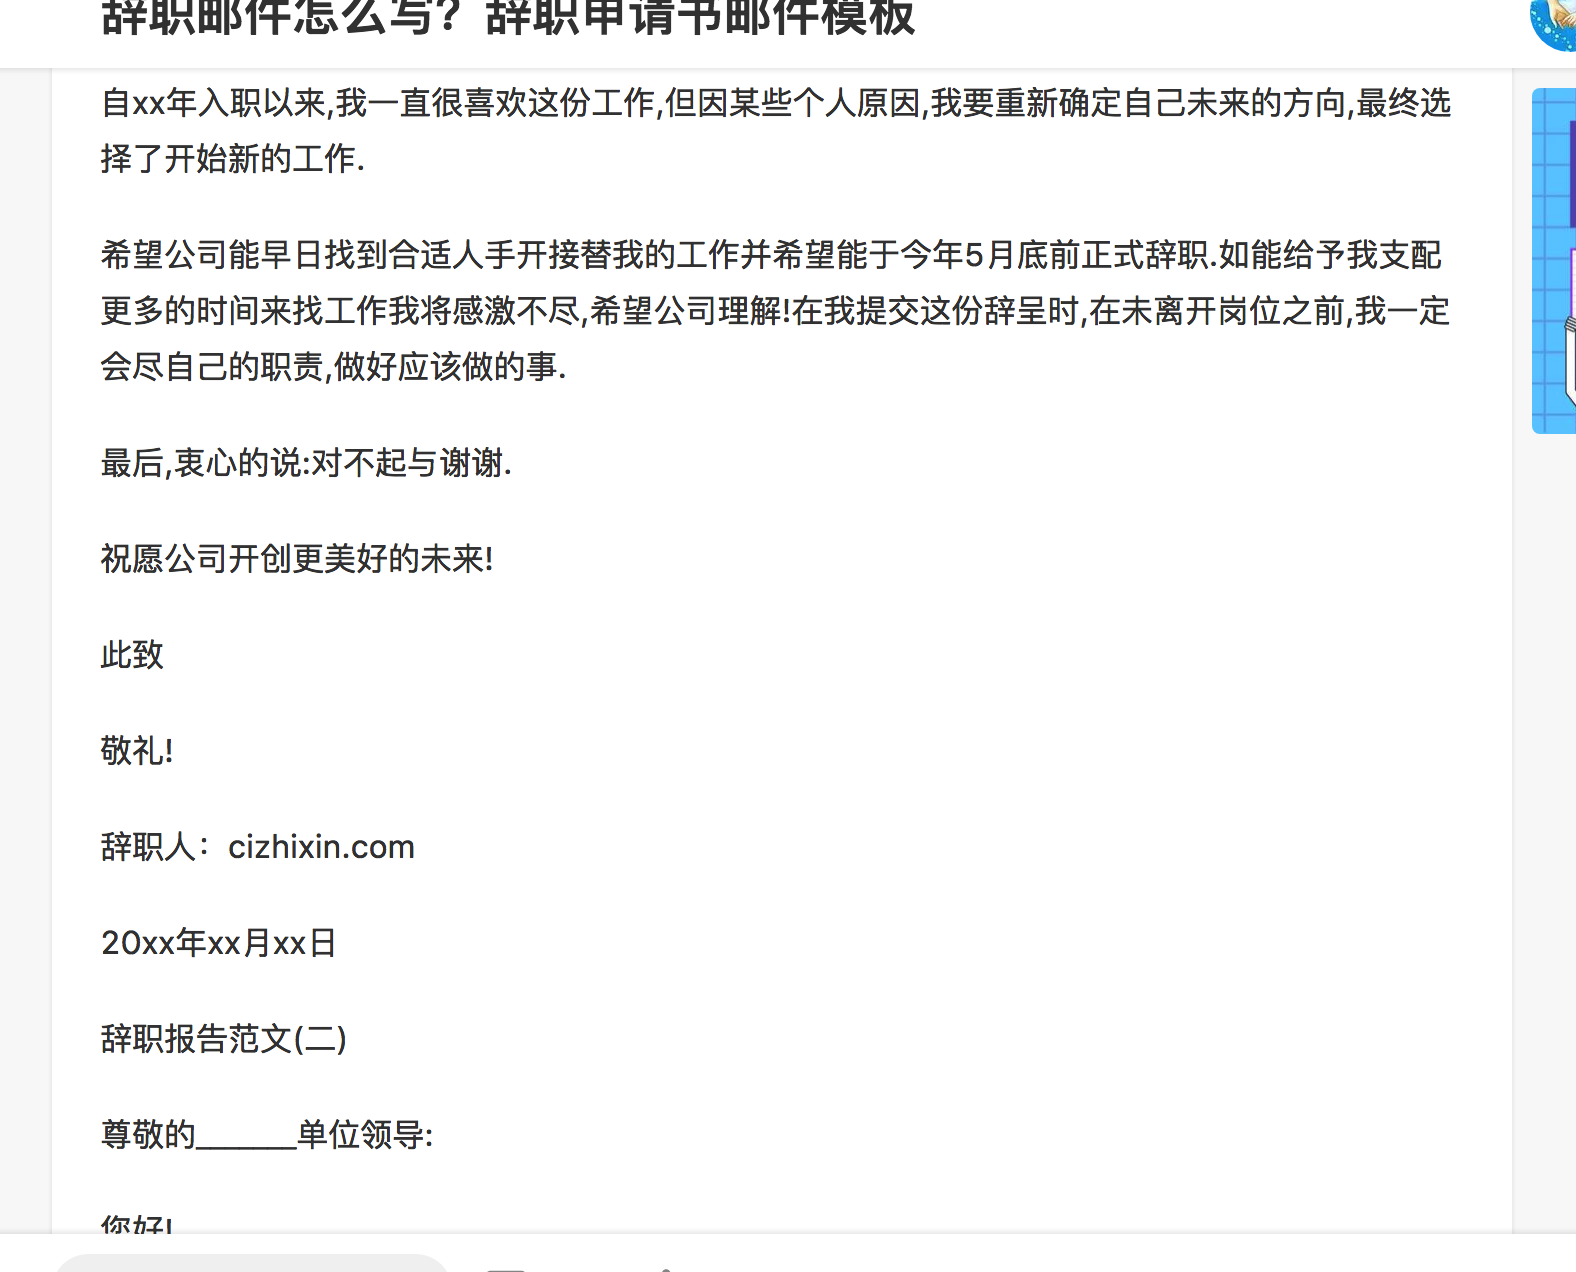 辞职邮件怎么写？辞职申请书邮件模板
自xx年入职以来,我一直很喜欢这份工作,但因某些个人原因,我要重新确定自己未来的方向,最终选
择了开始新的工作.
希望公司能早日找到合适人手开接替我的工作并希望能于今年5月底前正式辞职.如能给予我支配
更多的时间来找工作我将感激不尽,希望公司理解!在我提交这份辞呈时,在未离开岗位之前,我一定
会尽自己的职责,做好应该做的事.
最后,衷心的说:对不起与谢谢.
祝愿公司开创更美好的未来!
此致
敬礼!
辞职人：cizhixin.com
20xx年xx月xx日
辞职报告范文(二)
尊敬的______单位领导:
您好!